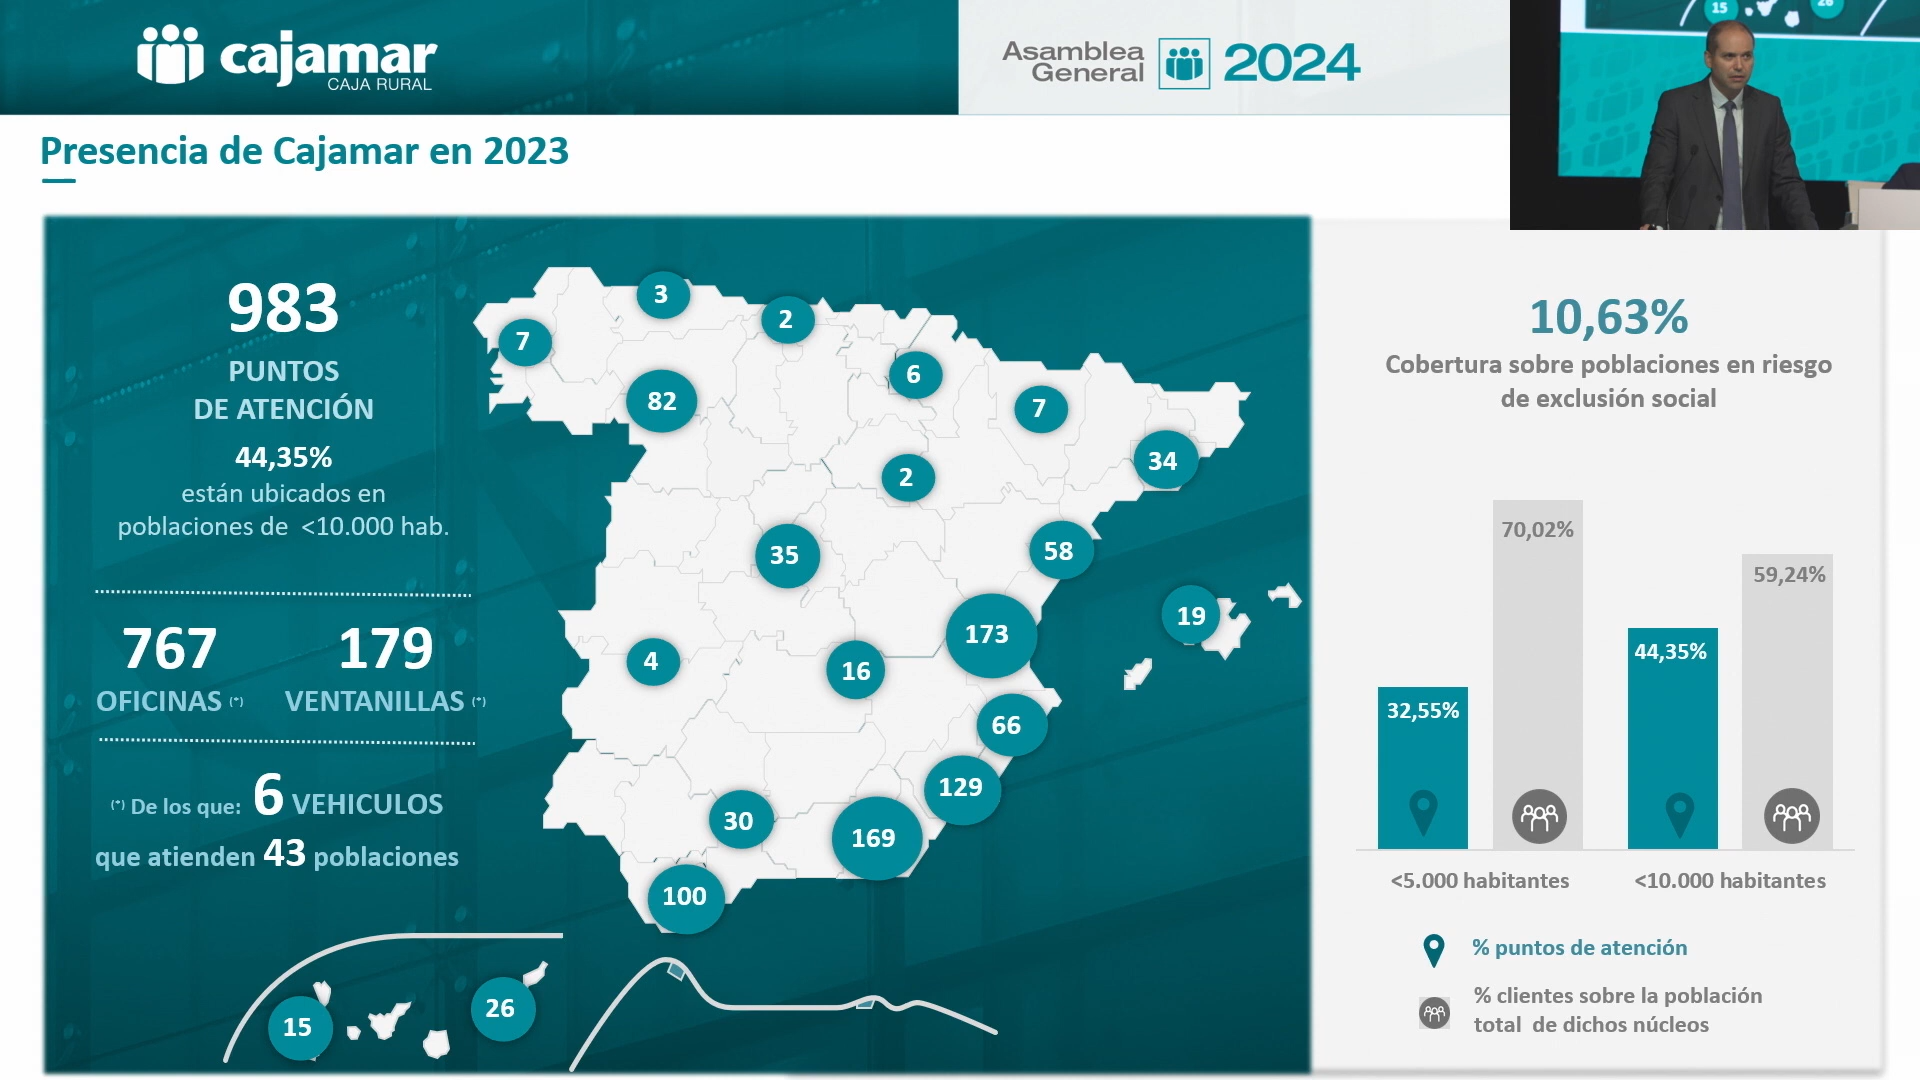 cajamar
CAJA RURAL
Asamblea
General
2024
15
26
Presencia de Cajamar en 2023
983
PUNTOS
DE ATENCIÓN
44,35%
están ubicados en
poblaciones de <10.000 hab.
767
OFICINAS (*)
179
VENTANILLAS (*)
(*) De los que: 6 VEHICULOS
que atienden 43 poblaciones
3
2
7
6
82
7
34
2
35
58
19
173
4
16
66
129
30
169
100
15
26
10,63%
Cobertura sobre poblaciones en riesgo
de exclusión social
70,02%
59,24%
44,35%
32,55%
<5.000 habitantes
<10.000 habitantes
% puntos de atención
% clientes sobre la población
total de dichos núcleos